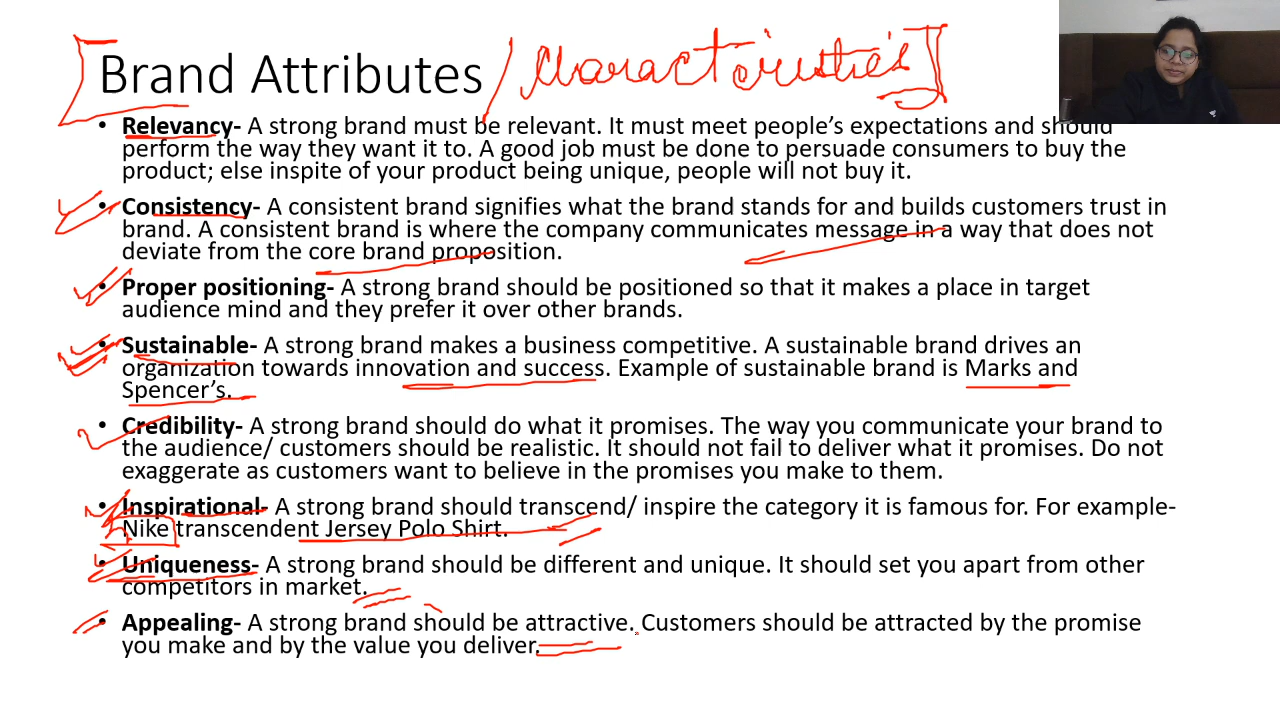 Brand Attributes / Characteristics
• Relevancy- A strong brand must be relevant. It must meet people's expectations and should
perform the way they want it to. A good job must be done to persuade consumers to buy the
product; else inspite of your product being unique, people will not buy it.
• Consistency- A consistent brand signifies what the brand stands for and builds customers trust in
brand. A consistent brand is where the company communicates message in a way that does not
deviate from the core brand proposition.
• Proper positioning- A strong brand should be positioned so that it makes a place in target
audience mind and they prefer it over other brands.
• Sustainable- A strong brand makes a business competitive. A sustainable brand drives an
organization towards innovation and success. Example of sustainable brand is Marks and
Spencer's.
• Credibility- A strong brand should do what it promises. The way you communicate your brand to
the audience/ customers should be realistic. It should not fail to deliver what it promises. Do not
exaggerate as customers want to believe in the promises you make to them.
• Inspirational- A strong brand should transcend/ inspire the category it is famous for. For example-
Nike transcendent Jersey Polo Shirt.
• Uniqueness- A strong brand should be different and unique. It should set you apart from other
competitors in market.
• Appealing- A strong brand should be attractive. Customers should be attracted by the promise
you make and by the value you deliver.